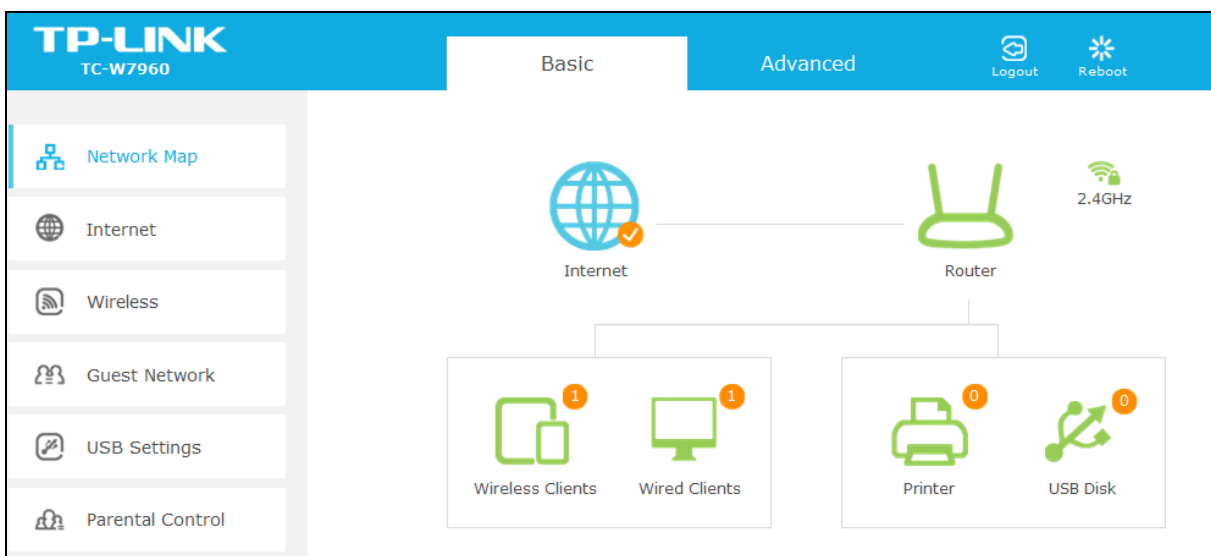 TP-LINK
TC-W7960
Basic
Advanced
Logout
Reboot
Network Map
Internet
Wireless
Guest Network
USB Settings
Parental Control
2.4GHz
Internet
Router
1
1
0
0
Wireless Clients
Wired Clients
Printer
USB Disk